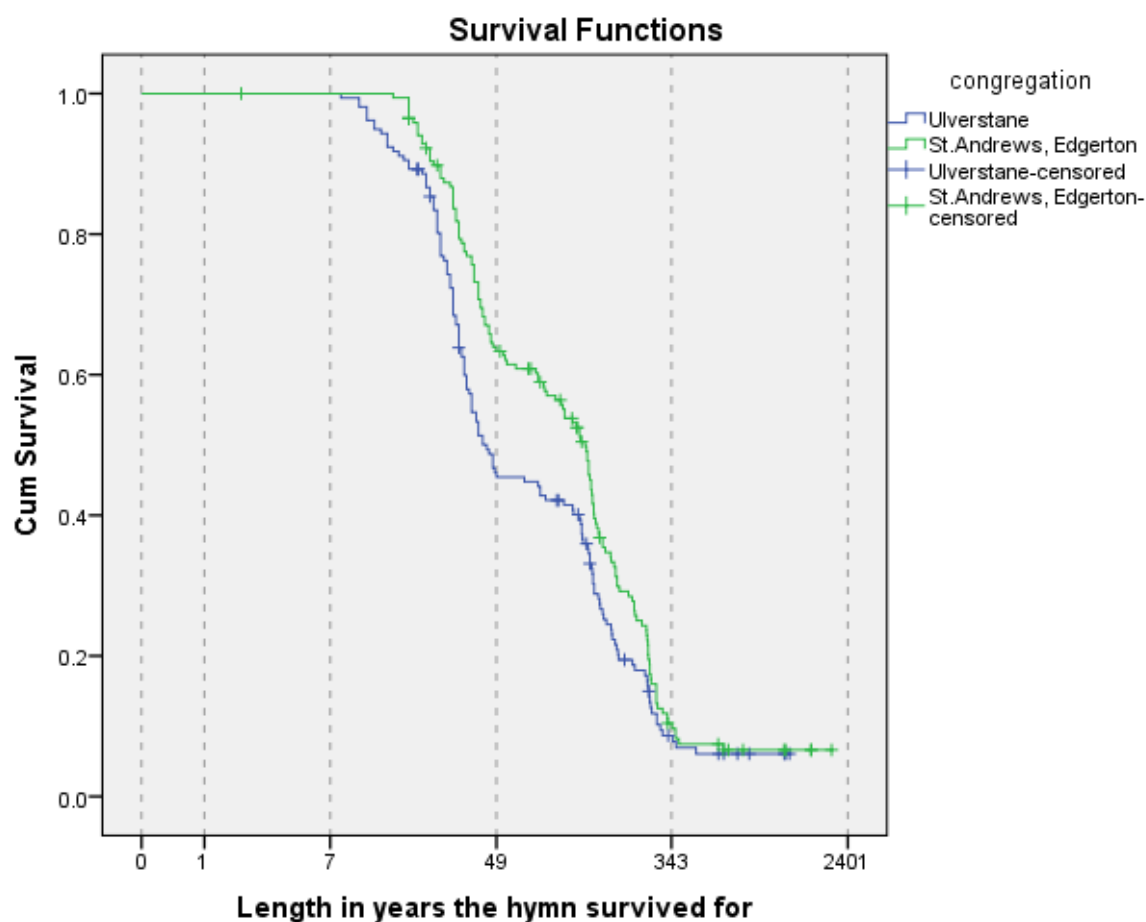 Survival Functions
congregation
Ulverstane
St.Andrews, Edgerton
Ulverstane-censored
St.Andrews, Edgerton-
censored
1.0
0.8
0.6
0.4
0.2
0.0
Cum Survival
0 1 7 49 343 2401
Length in years the hymn survived for